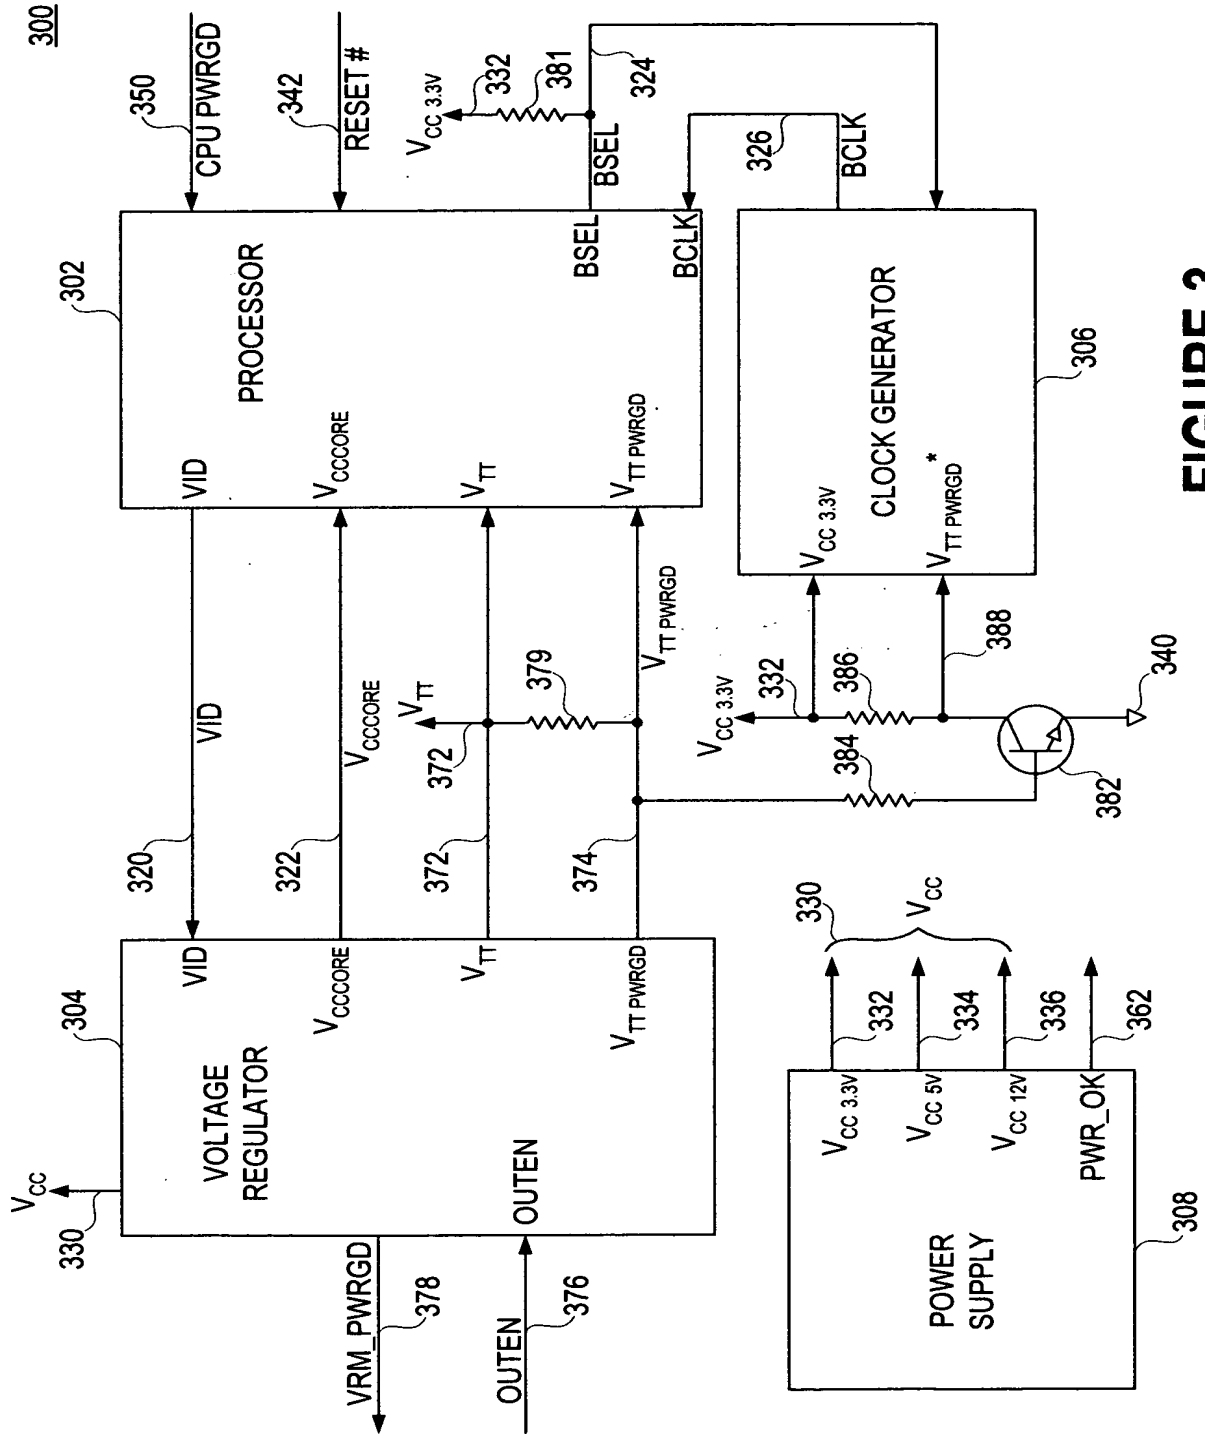 300
VCC
330
304
VOLTAGE
REGULATOR
VID
VCCCORE
VTT
VTT PWRGD
OUTEN
VRM_PWRGD
378
OUTEN
376
320
VID
322
VCCCORE
372
VTT
372
379
374
VTT PWRGD
302
PROCESSOR
VID
VCCCORE
VTT
VTT PWRGD
BSEL
BCLK
350
CPU PWRGD
342
RESET #
VCC 3.3V
332
381
BSEL
324
326
BCLK
CLOCK GENERATOR
VCC 3.3V
VTT PWRGD*
306
VCC 3.3V
332
386
384
388
382
340
POWER
SUPPLY
VCC 3.3V
VCC 5V
VCC 12V
PWR_OK
308
332
334
336
362
330
VCC
FIGURE